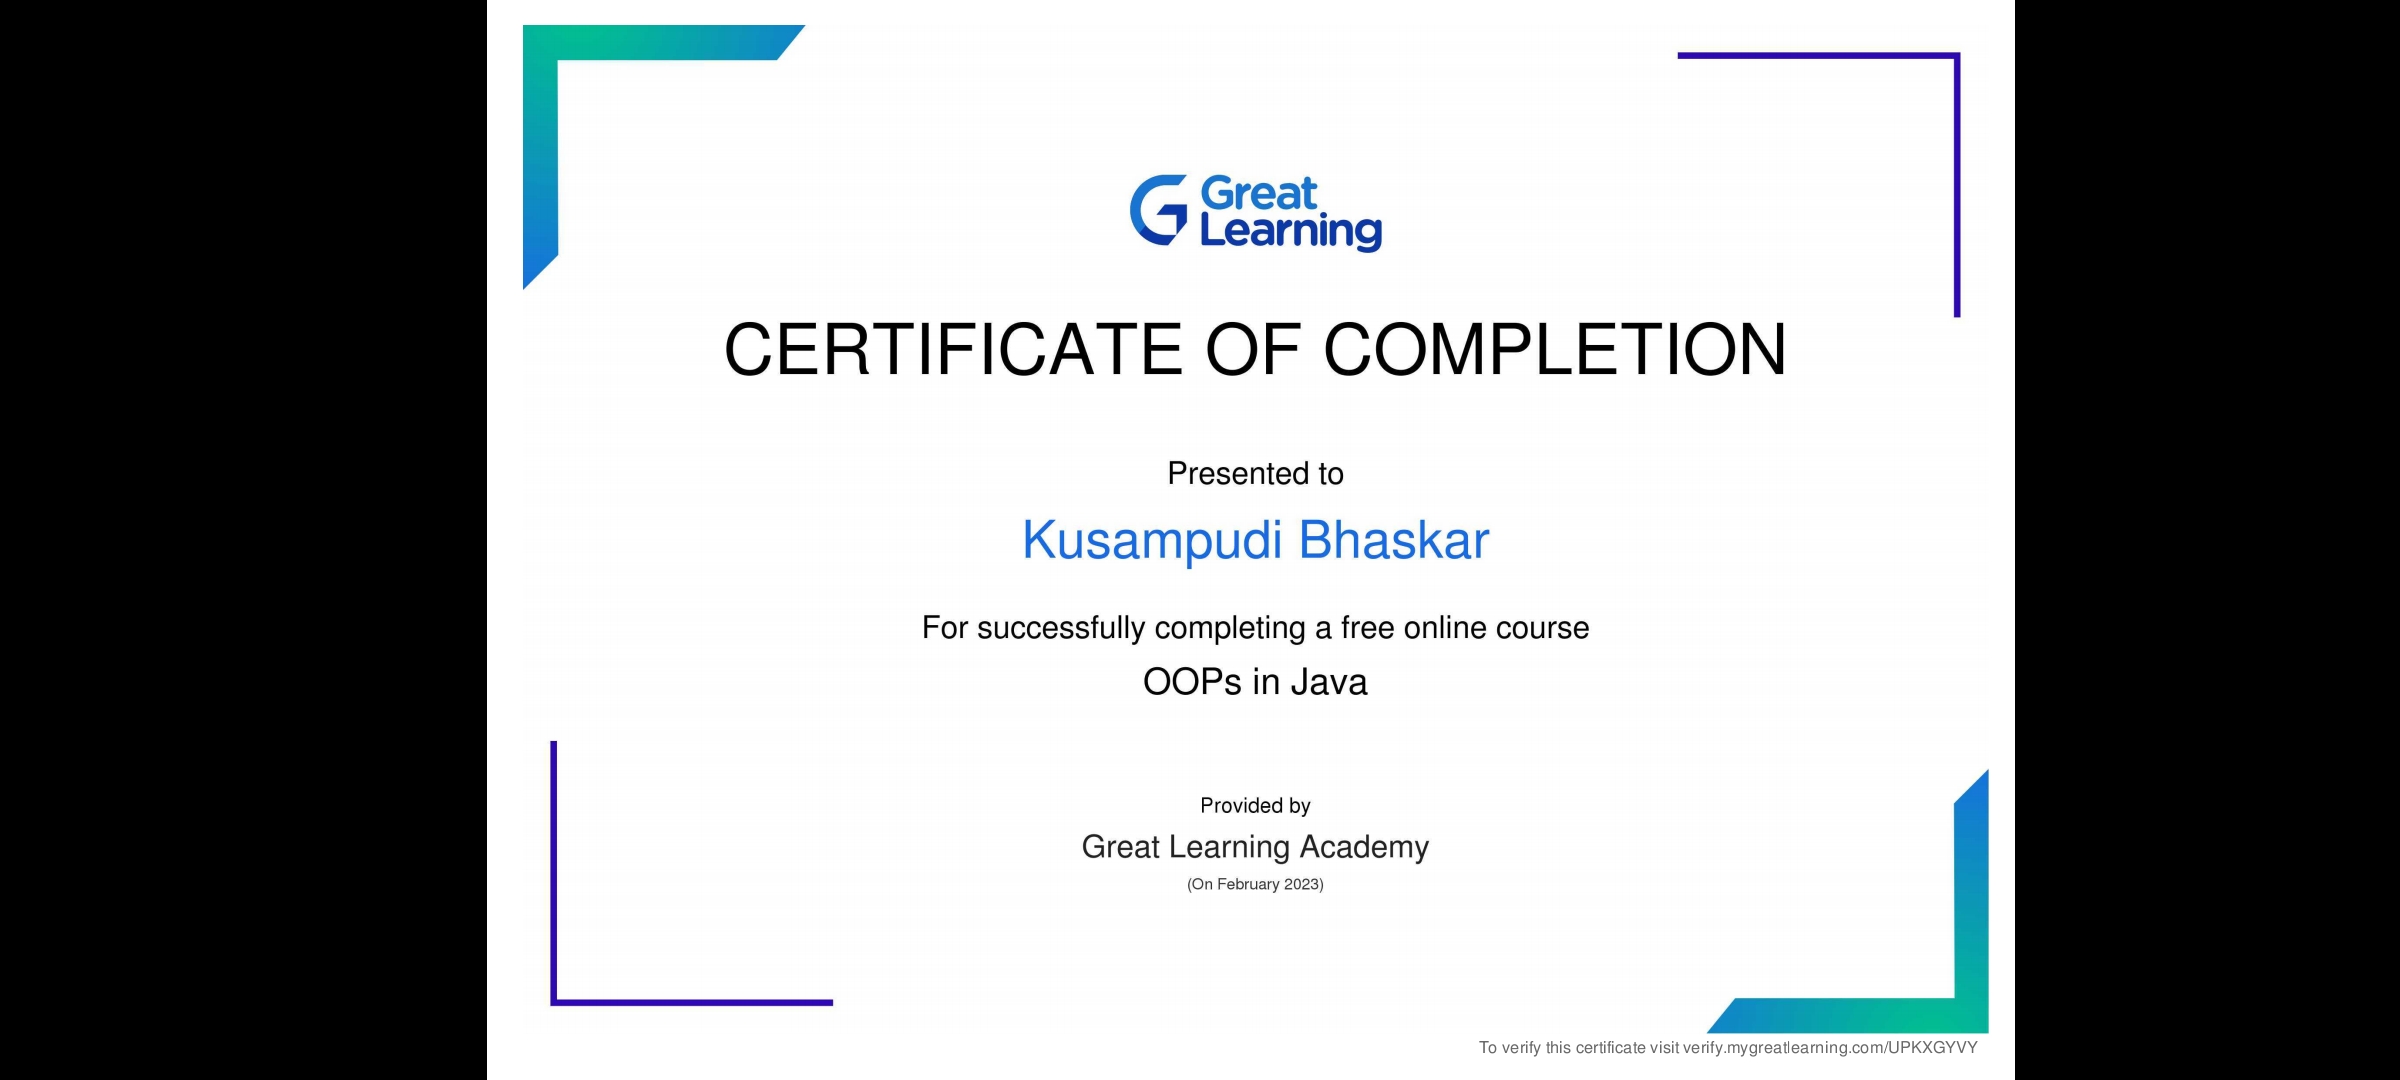 Great
Learning
CERTIFICATE OF COMPLETION
Presented to
Kusampudi Bhaskar
For successfully completing a free online course
OOPs in Java
Provided by
Great Learning Academy
(On February 2023)
To verify this certificate visit verify.mygreatlearning.com/UPKXGYVY